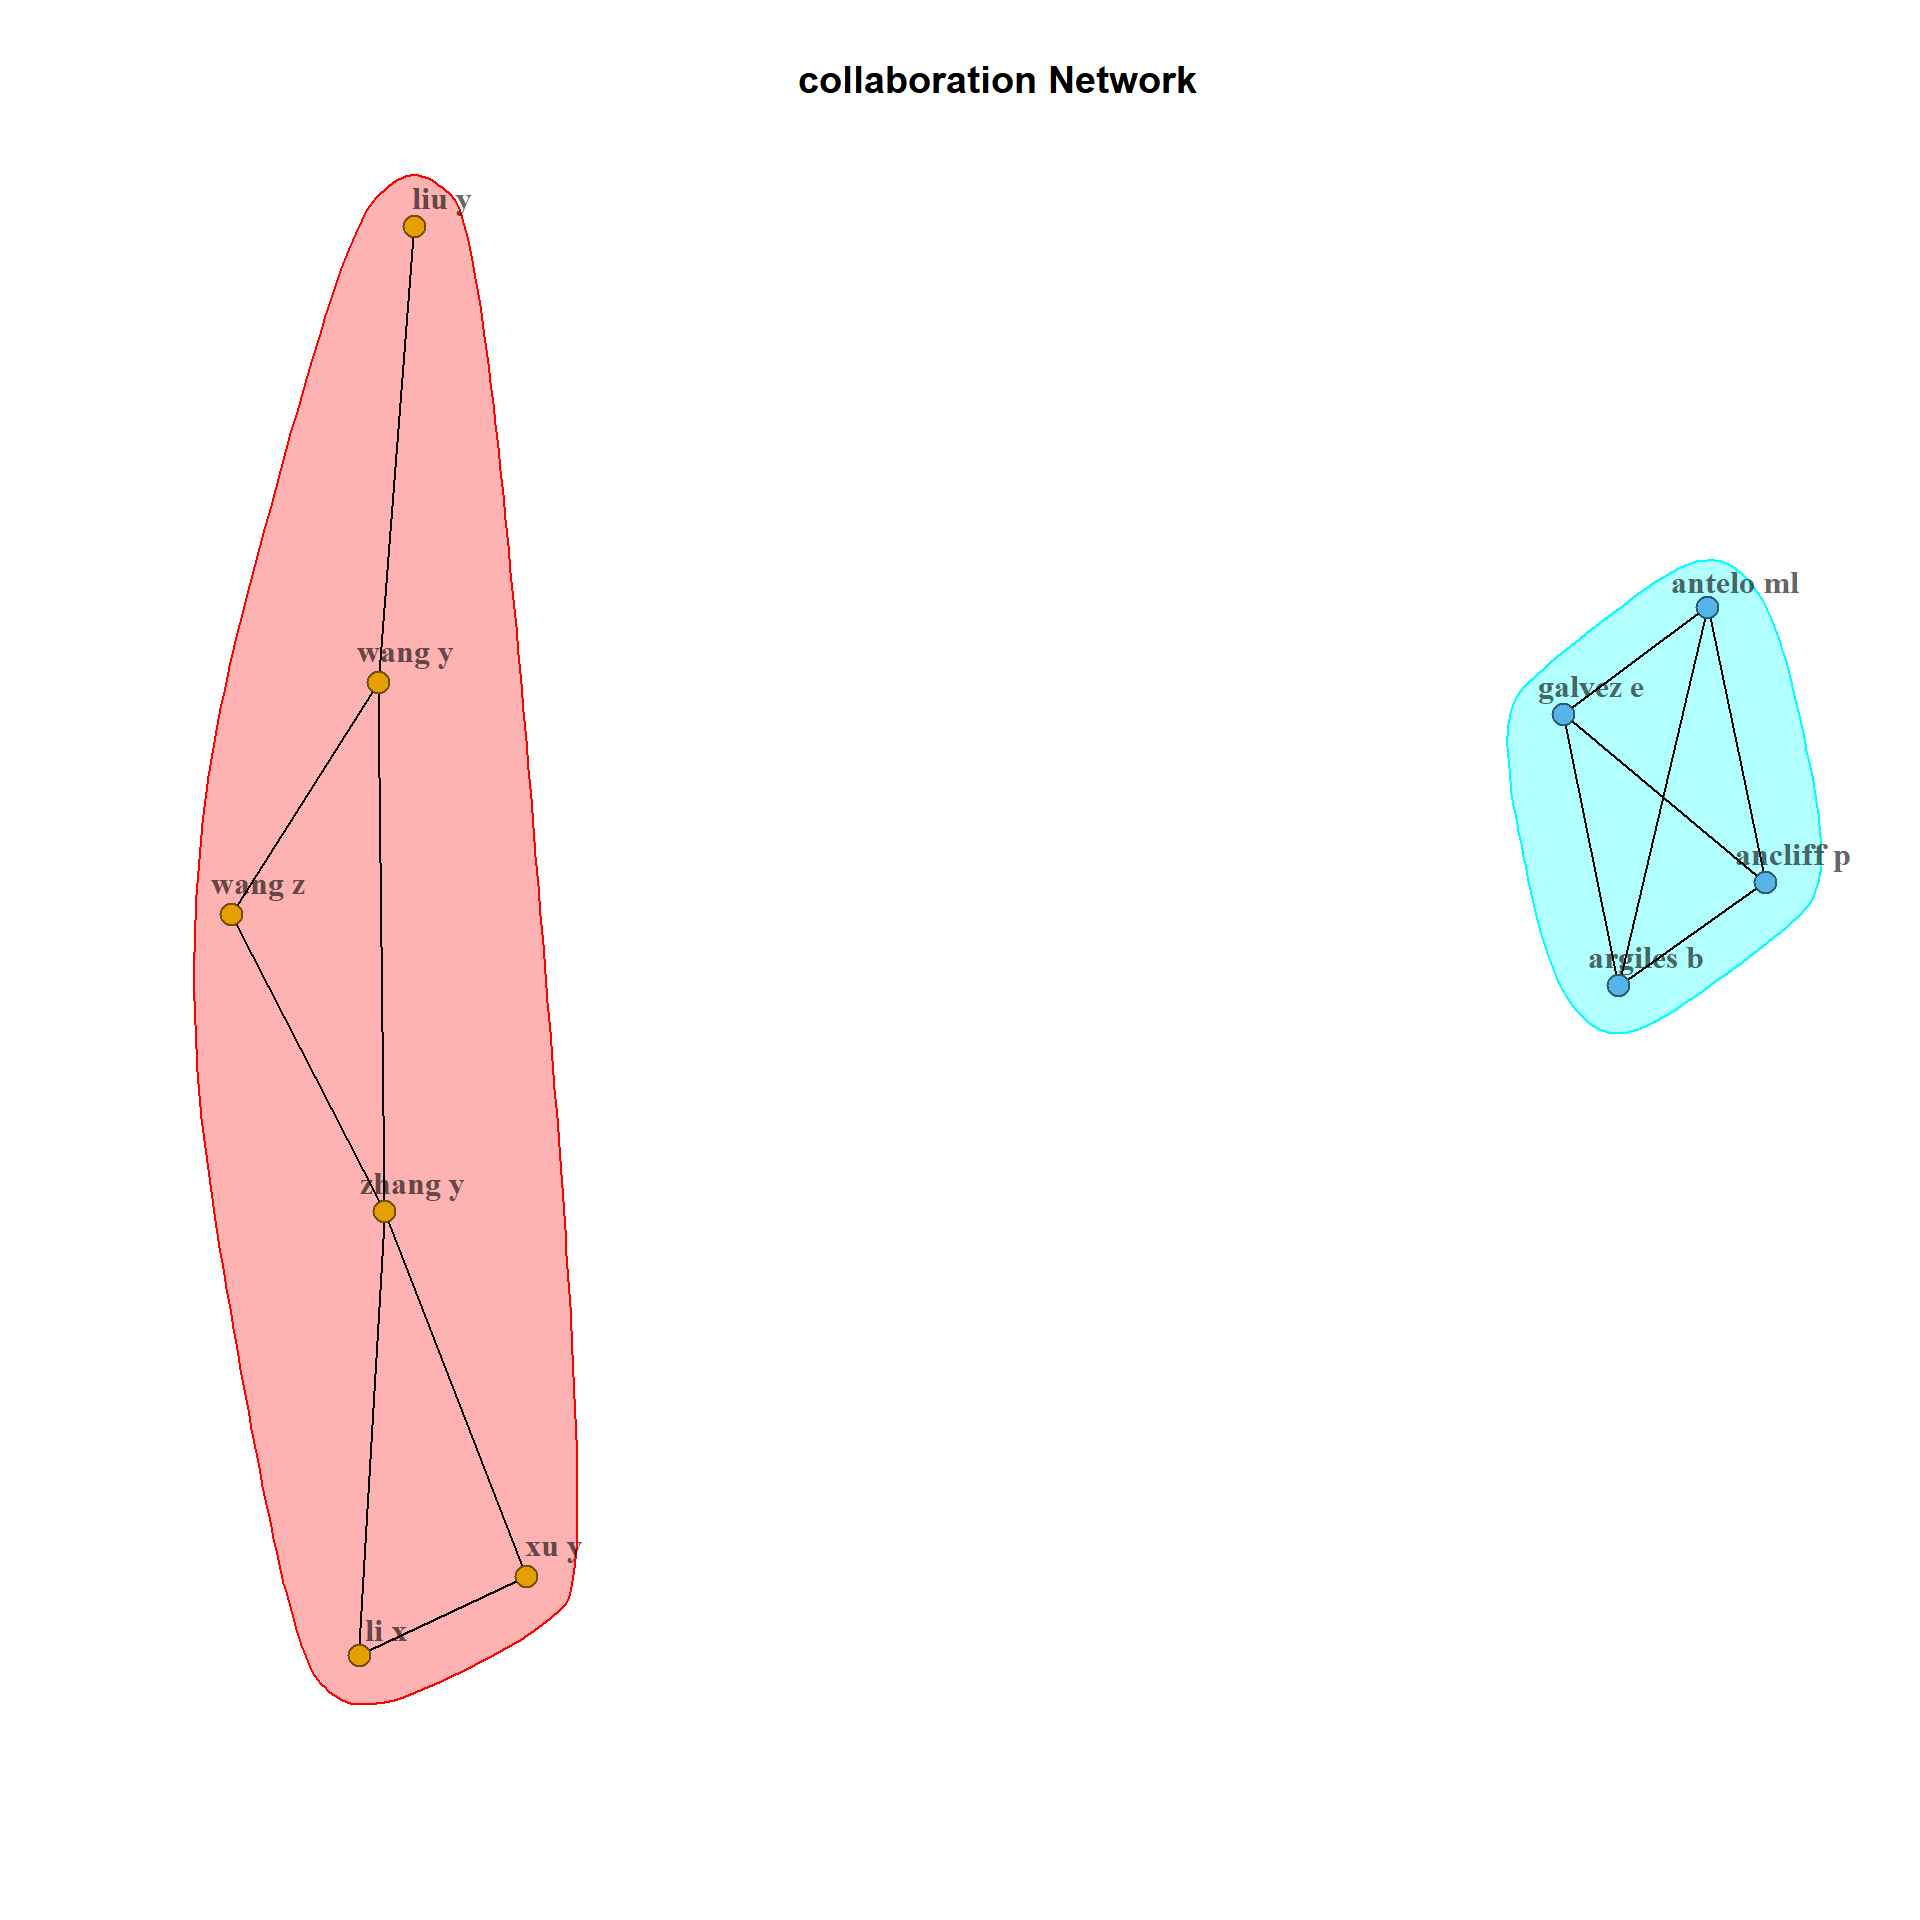 collaboration Network
liu y
antelo ml
wang y
galvez e
ancliff p
wang z
argiles b
zhang y
xu y
li x